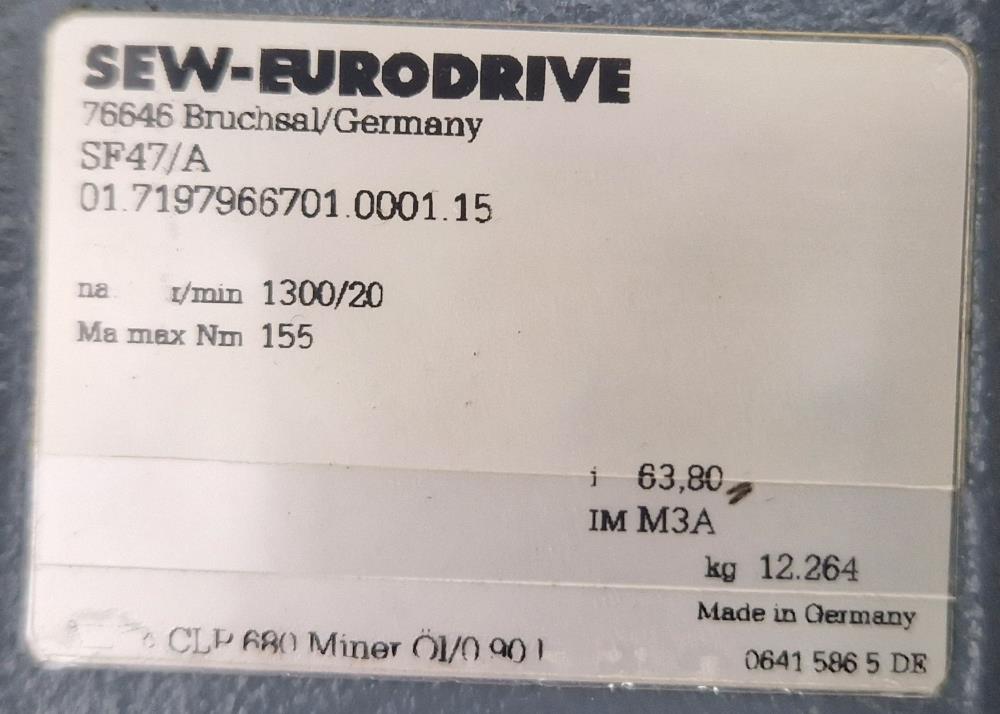 SEW-EURODRIVE
76646 Bruchsal/Germany
SF47/A
01.7197966701.0001.15
na r/min 1300/20
Ma max Nm 155
i 63,80
IM M3A
kg 12.264
Made in Germany
CLP 680 Miner Öl/0.90 l
0641 586 5 DE